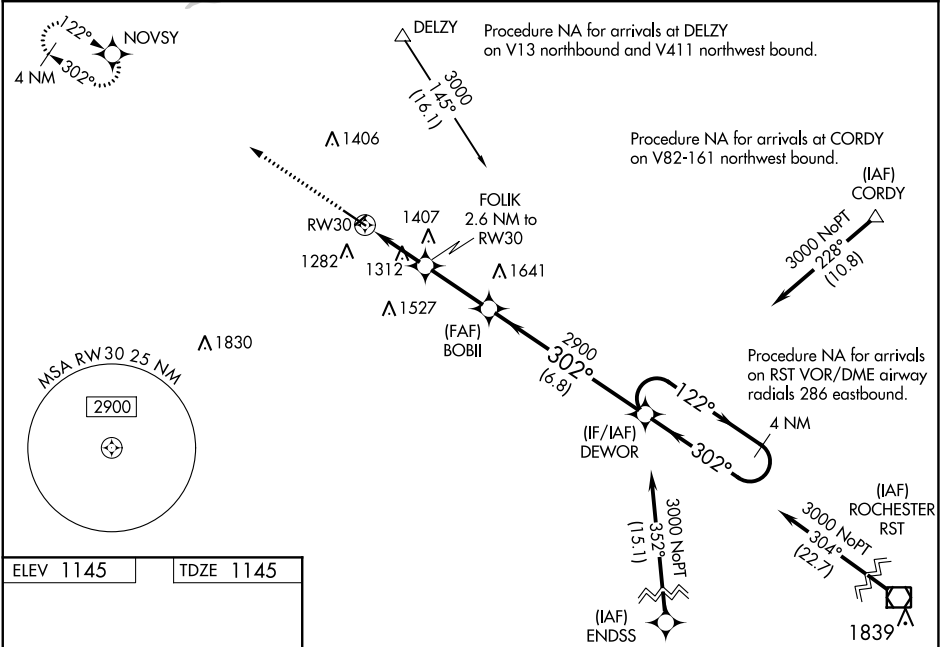 122°
NOVSY
4 NM
302°
DELZY
Procedure NA for arrivals at DELZY
on V13 northbound and V411 northwest bound.
3000
145°
(16.1)
1406
Procedure NA for arrivals at CORDY
on V82-161 northwest bound.
(IAF)
CORDY
3000 NoPT
228°
(10.8)
FOLIK
2.6 NM to
RW30
RW30
1407
1282
1312
1641
1527
(FAF)
BOBII
1830
2900
302°
(6.8)
Procedure NA for arrivals
on RST VOR/DME airway
radials 286 eastbound.
MSA RW30 25 NM
2900
122°
4 NM
302°
(IF/IAF)
DEWOR
3000 NoPT
352°
(15.1)
(IAF)
ENDSS
(IAF)
ROCHESTER
RST
3000 NoPT
304°
(22.7)
1839
ELEV 1145
TDZE 1145